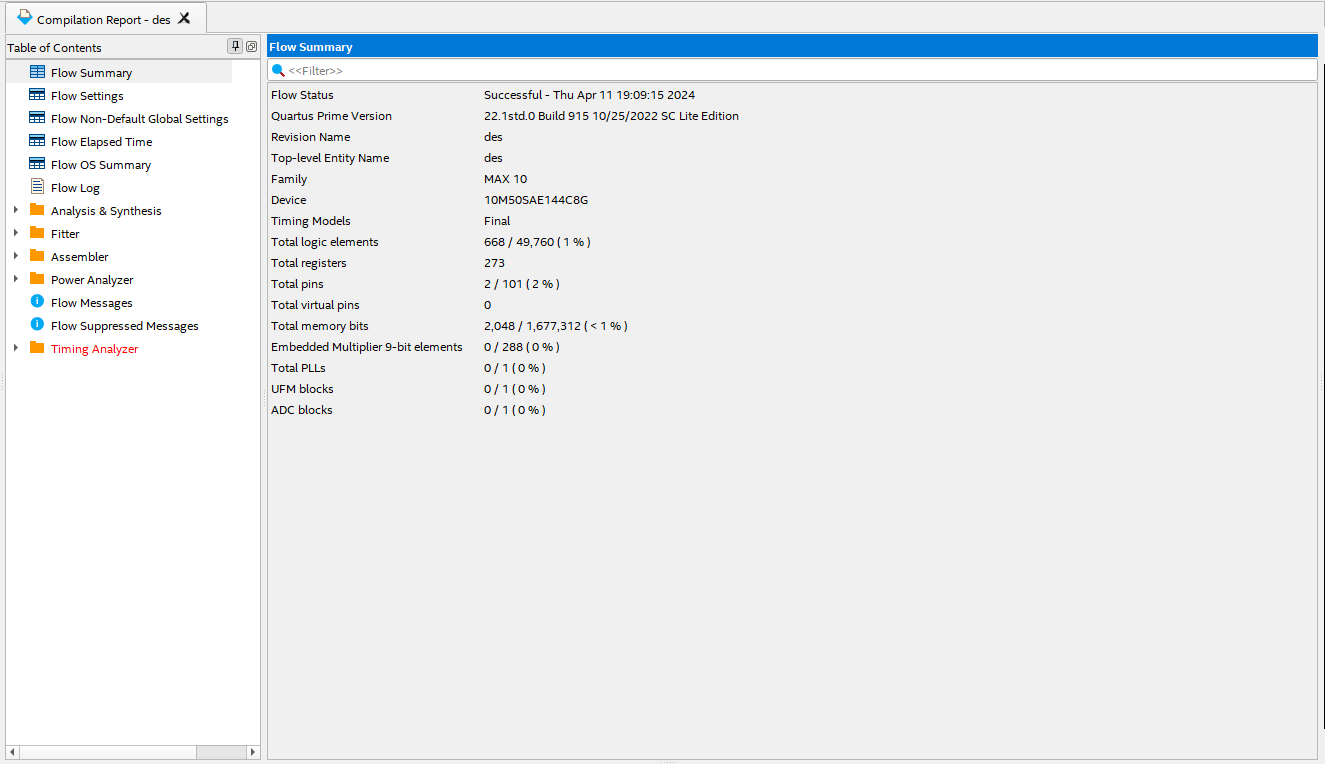 Compilation Report - des
Table of Contents
Flow Summary
Flow Settings
Flow Non-Default Global Settings
Flow Elapsed Time
Flow OS Summary
Flow Log
Analysis & Synthesis
Fitter
Assembler
Power Analyzer
Flow Messages
Flow Suppressed Messages
Timing Analyzer
Flow Summary
<<Filter>>
Flow Status Successful - Thu Apr 11 19:09:15 2024
Quartus Prime Version 22.1std.0 Build 915 10/25/2022 SC Lite Edition
Revision Name des
Top-level Entity Name des
Family MAX 10
Device 10M50SAE144C8G
Timing Models Final
Total logic elements 668 / 49,760 ( 1 % )
Total registers 273
Total pins 2 / 101 ( 2 % )
Total virtual pins 0
Total memory bits 2,048 / 1,677,312 ( < 1 % )
Embedded Multiplier 9-bit elements 0 / 288 ( 0 % )
Total PLLs 0 / 1 ( 0 % )
UFM blocks 0 / 1 ( 0 % )
ADC blocks 0 / 1 ( 0 % )